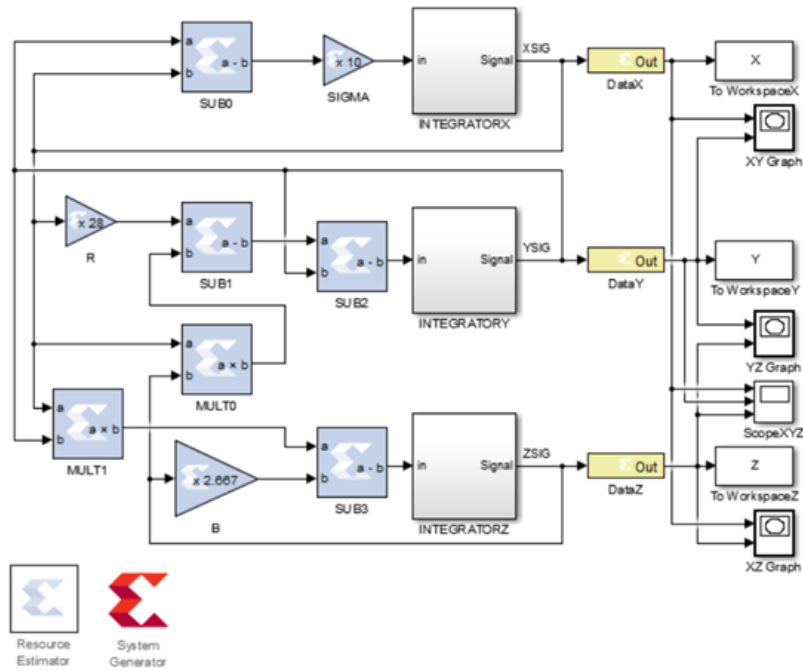 a
b
a - b
SUB0
x 10
SIGMA
in
Signal
INTEGRATORX
XSIG
Out
DataX
X
To WorkspaceX
XY Graph
x 28
R
a
b
a - b
SUB1
a
b
a - b
SUB2
in
Signal
INTEGRATORY
YSIG
Out
DataY
Y
To WorkspaceY
YZ Graph
a
b
a x b
MULT0
a
b
a x b
MULT1
x 2.667
B
a
b
a - b
SUB3
in
Signal
INTEGRATORZ
ZSIG
Out
DataZ
ScopeXYZ
Z
To WorkspaceZ
XZ Graph
Resource
Estimator
System
Generator